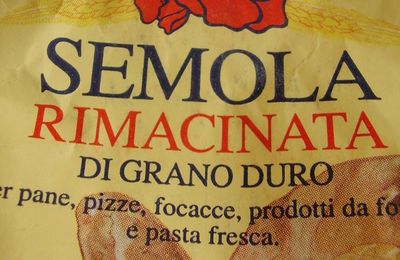 SEMOLA
RIMACINATA
DI GRANO DURO
pane, pizze, focacce, prodotti da
e pasta fresca.